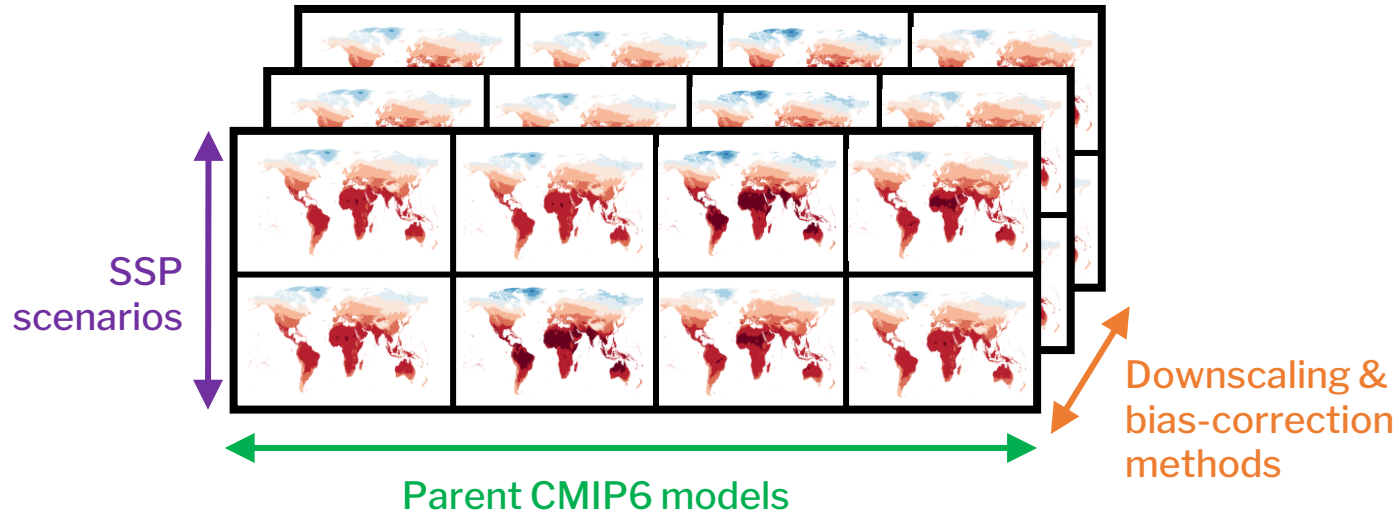 SSP
scenarios
Downscaling &
bias-correction
methods
Parent CMIP6 models